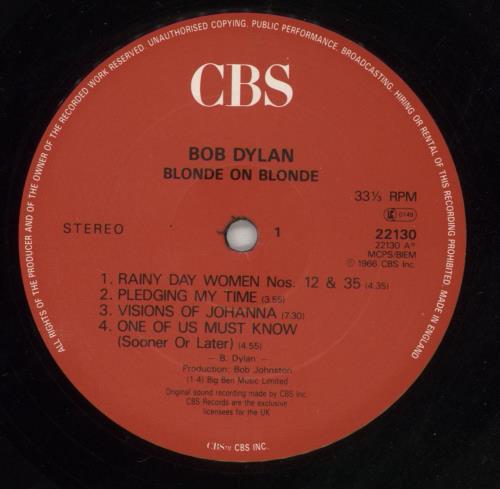 ALL RIGHTS OF THE PRODUCER AND OF THE OWNER OF THE RECORDED WORK RESERVED. UNAUTHORISED COPYING, PUBLIC PERFORMANCE, BROADCASTING, HIRING OR RENTAL OF THIS RECORDING PROHIBITED. MADE IN ENGLAND
CBS
BOB DYLAN
BLONDE ON BLONDE
33⅓ RPM
LC 0149
STEREO
1
22130
22130 A°
MCPS/BIEM
℗ 1966 CBS Inc.
1. RAINY DAY WOMEN Nos. 12 & 35 (4.35)
2. PLEDGING MY TIME (3.55)
3. VISIONS OF JOHANNA (7.30)
4. ONE OF US MUST KNOW
(Sooner Or Later) (4.55)
– B. Dylan –
Production: Bob Johnston
(1-4) Big Ben Music Limited
Original sound recording made by CBS Inc.
CBS Records are the exclusive
licensees for the UK
CBS™ CBS INC.